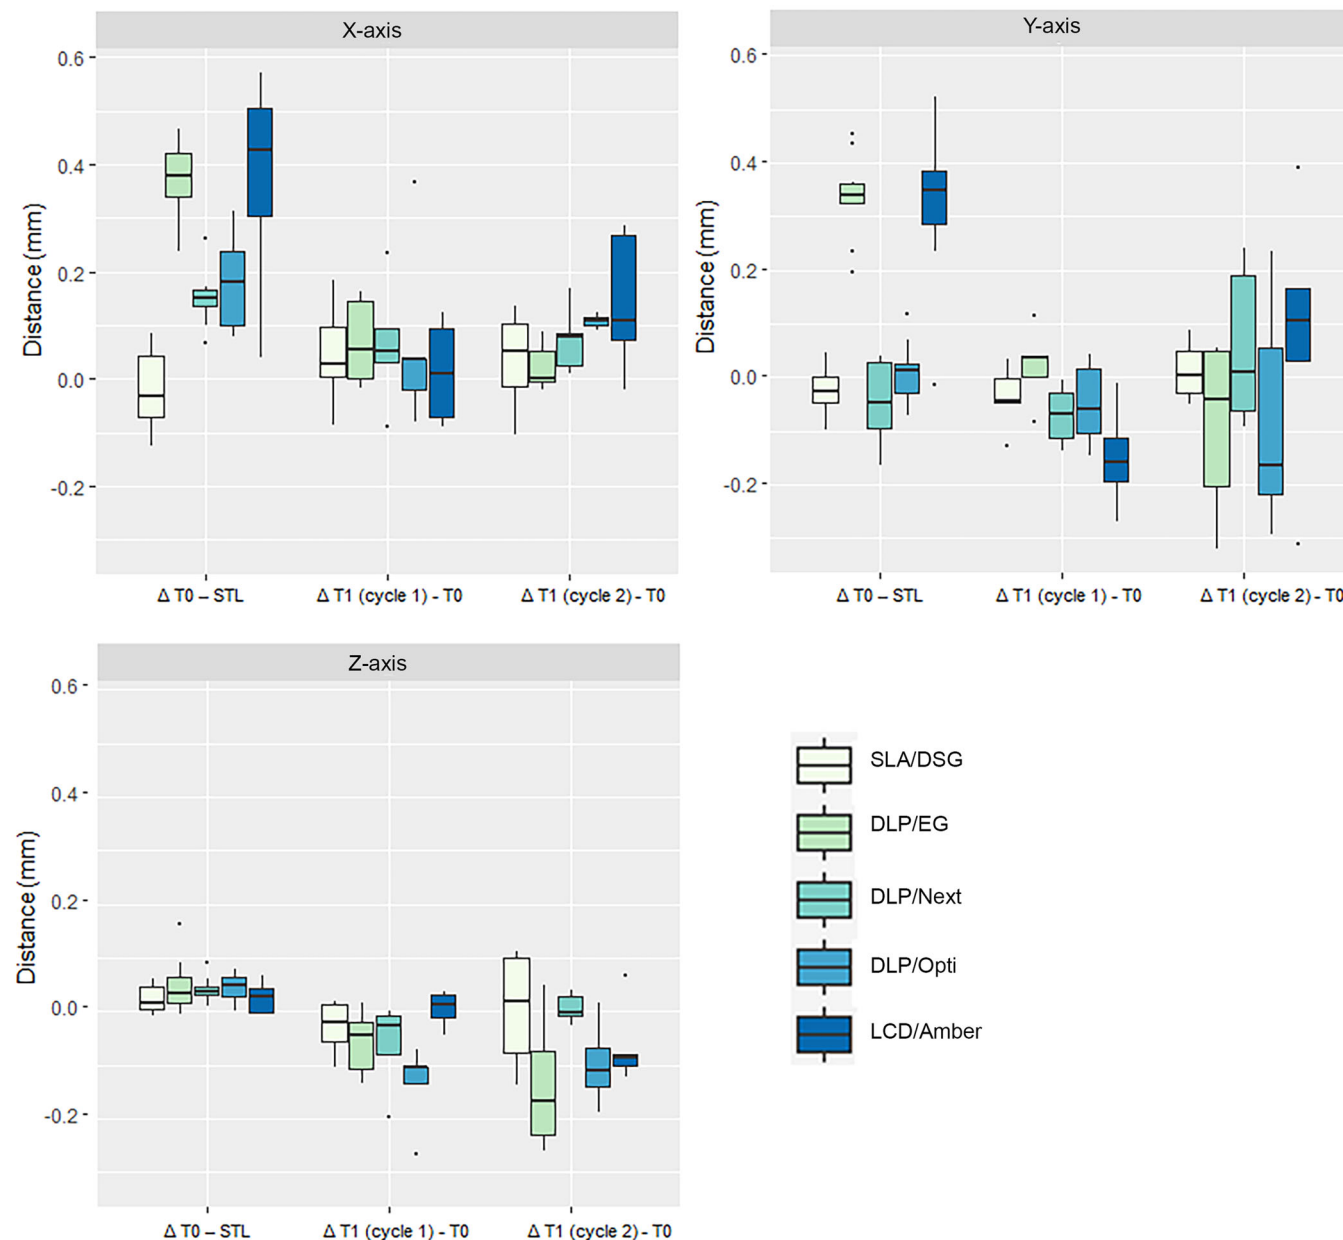 X-axis
Distance (mm)
0.6
0.4
0.2
0.0
-0.2
Δ T0 – STL
Δ T1 (cycle 1) - T0
Δ T1 (cycle 2) - T0
Y-axis
Distance (mm)
0.6
0.4
0.2
0.0
-0.2
Δ T0 – STL
Δ T1 (cycle 1) - T0
Δ T1 (cycle 2) - T0
Z-axis
Distance (mm)
0.6
0.4
0.2
0.0
-0.2
Δ T0 – STL
Δ T1 (cycle 1) - T0
Δ T1 (cycle 2) - T0
SLA/DSG
DLP/EG
DLP/Next
DLP/Opti
LCD/Amber